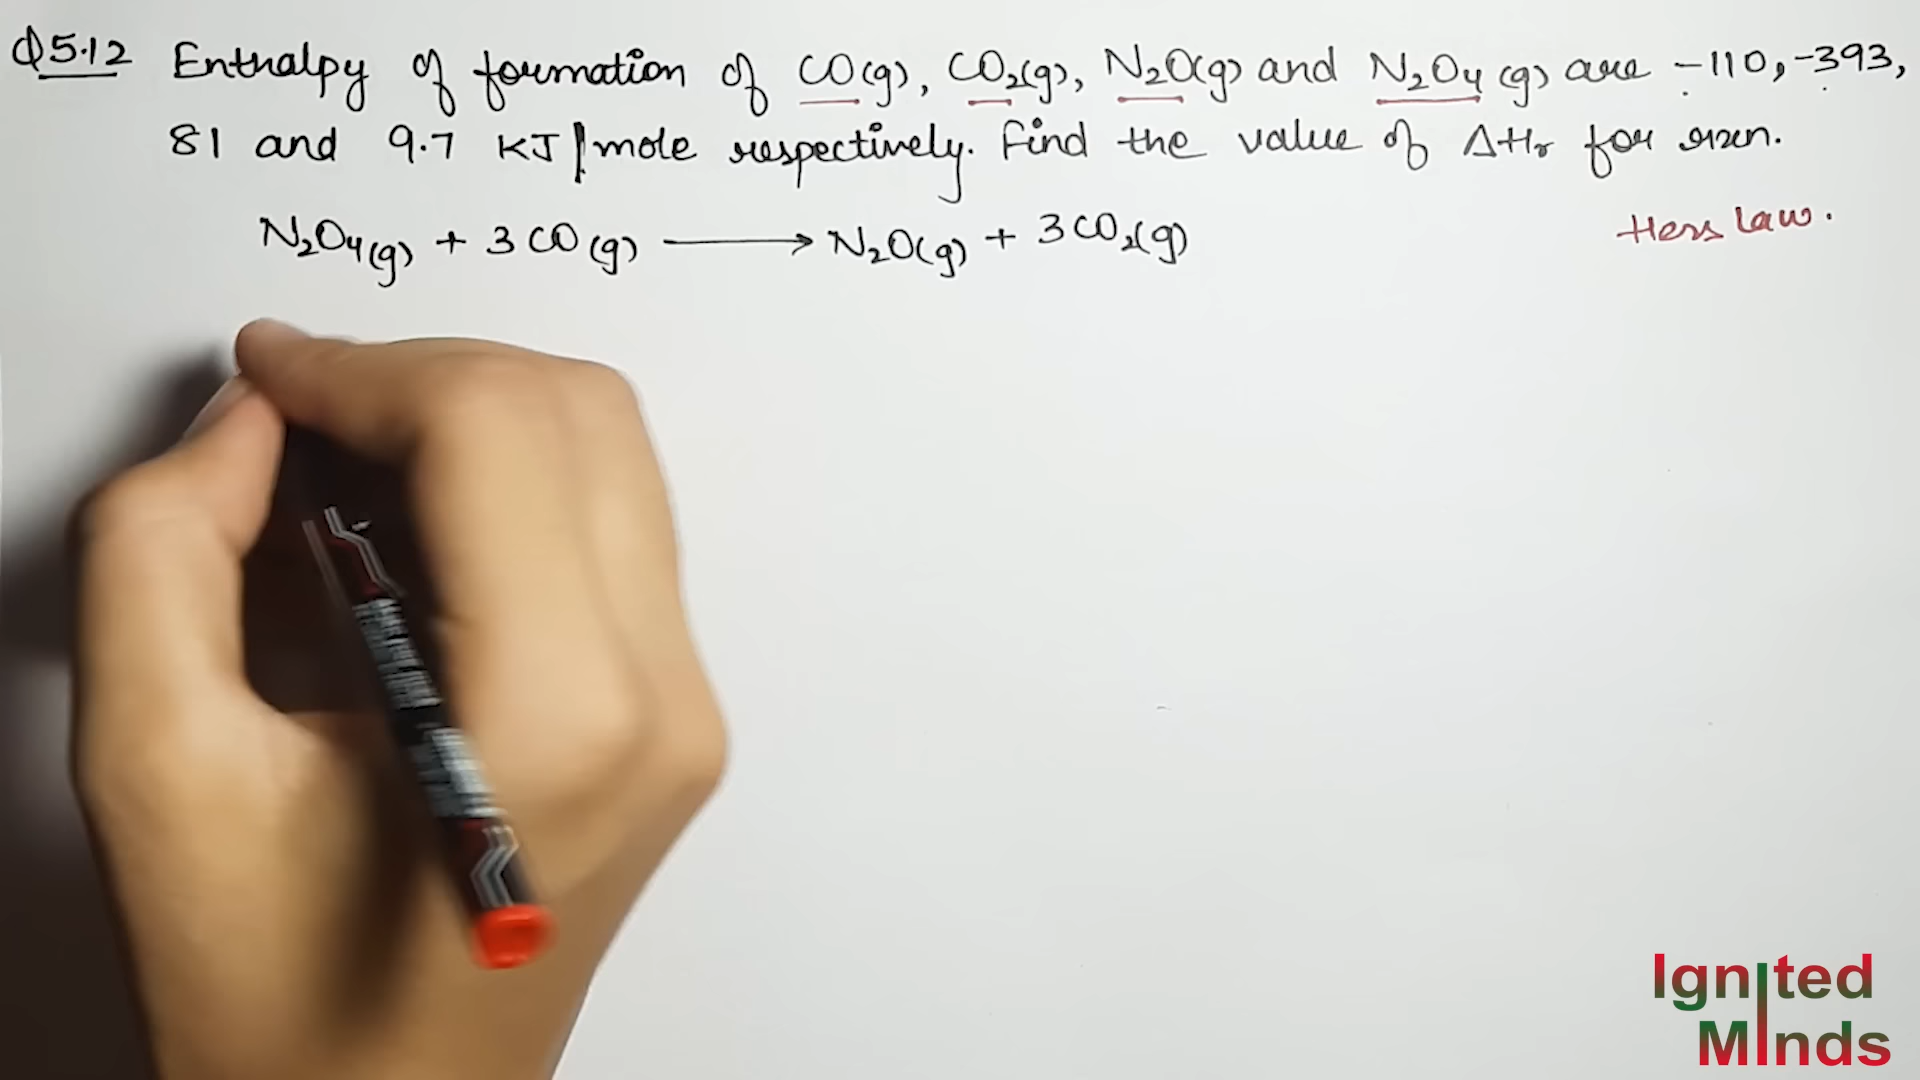 Q5.12 Enthalpy of formation of CO(g), CO₂(g), N₂O(g) and N₂O₄(g) are -110, -393,
81 and 9.7 KJ/mole respectively. Find the value of ΔHr for rxn.
N₂O₄(g) + 3CO(g) ⟶ N₂O(g) + 3CO₂(g)
Hess law.
Ignited
Minds